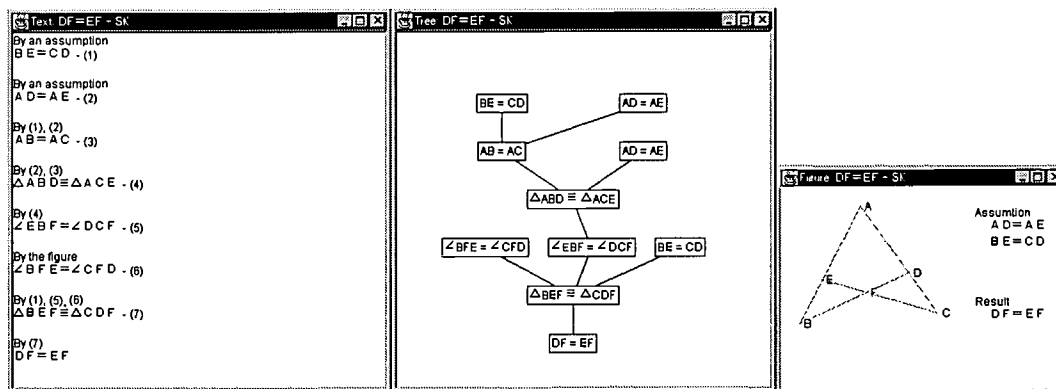 Text: DF=EF - SK
By an assumption
BE=CD - (1)
By an assumption
AD=AE - (2)
By (1), (2)
AB=AC - (3)
By (2), (3)
△ABD≡△ACE - (4)
By (4)
∠EBF=∠DCF - (5)
By the figure
∠BFE=∠CFD - (6)
By (1), (5), (6)
△BEF≡△CDF - (7)
By (7)
DF=EF
Tree: DF=EF - SK
BE = CD
AD = AE
AB = AC
AD = AE
△ABD ≡ △ACE
∠BFE = ∠CFD
∠EBF = ∠DCF
BE = CD
△BEF ≡ △CDF
DF = EF
DF=EF - SK
A
Assumtion
AD=AE
BE=CD
E
D
F
B
C
Result
DF=EF